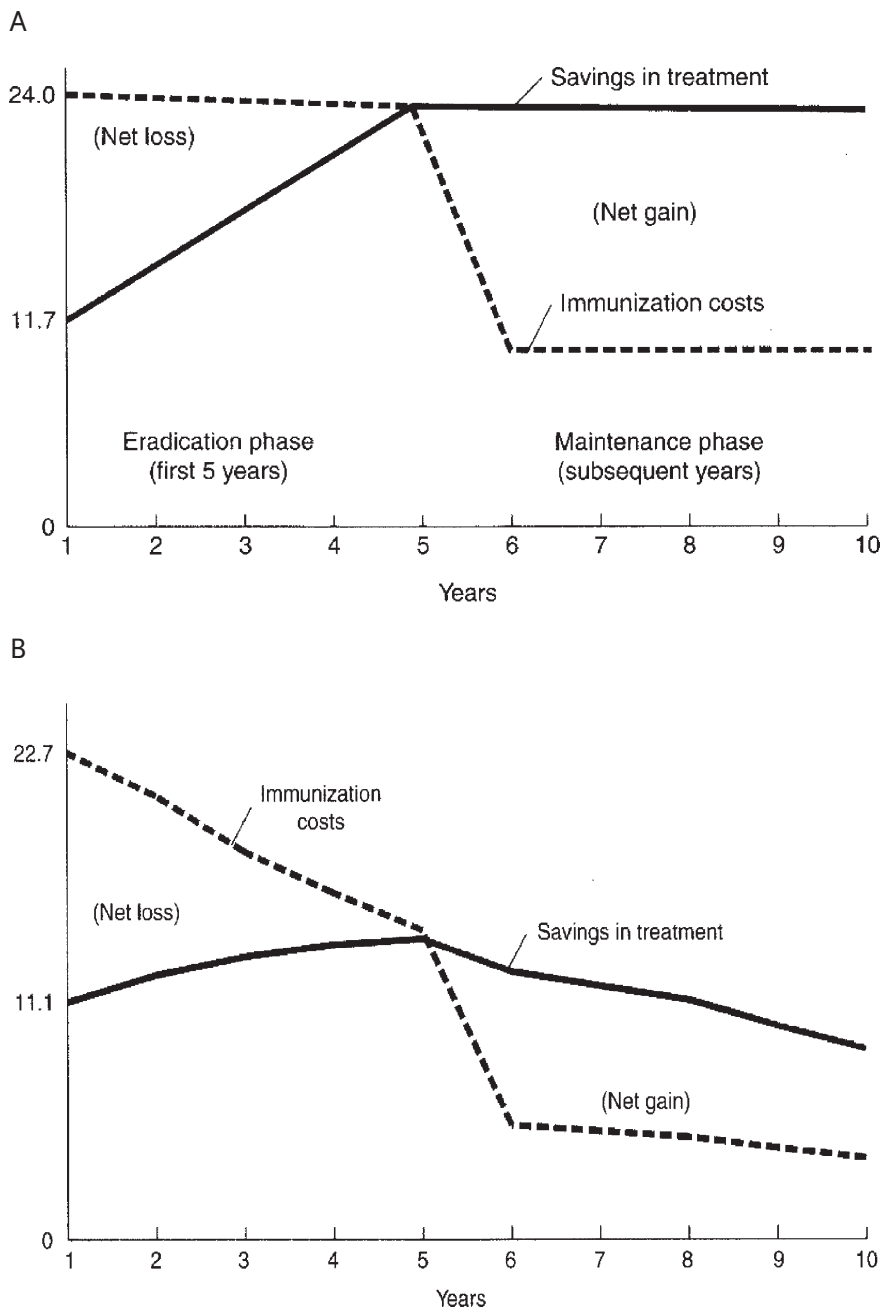 A
24.0
Savings in treatment
(Net loss)
(Net gain)
11.7
Immunization costs
Eradication phase
(first 5 years)
Maintenance phase
(subsequent years)
0
1 2 3 4 5 6 7 8 9 10
Years
B
22.7
Immunization
costs
(Net loss)
Savings in treatment
11.1
(Net gain)
0
1 2 3 4 5 6 7 8 9 10
Years